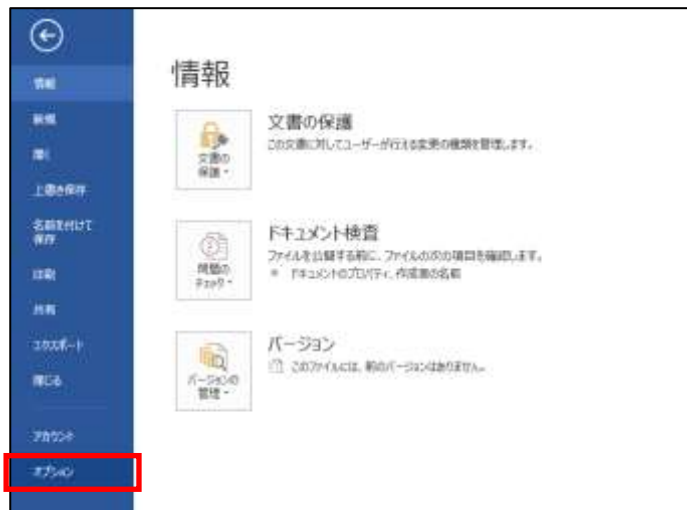 情報
新規
開く
上書き保存
名前を付けて
保存
印刷
共有
エクスポート
閉じる
アカウント
オプション
情報
文書の
保護
文書の保護
この文書に対してユーザーが行える変更の種類を管理します。
問題の
チェック
ドキュメント検査
ファイルを公開する前に、ファイルの次の項目を確認します。
ドキュメントのプロパティ、作成者の名前
バージョンの
管理
バージョン
このファイルには、前のバージョンはありません。